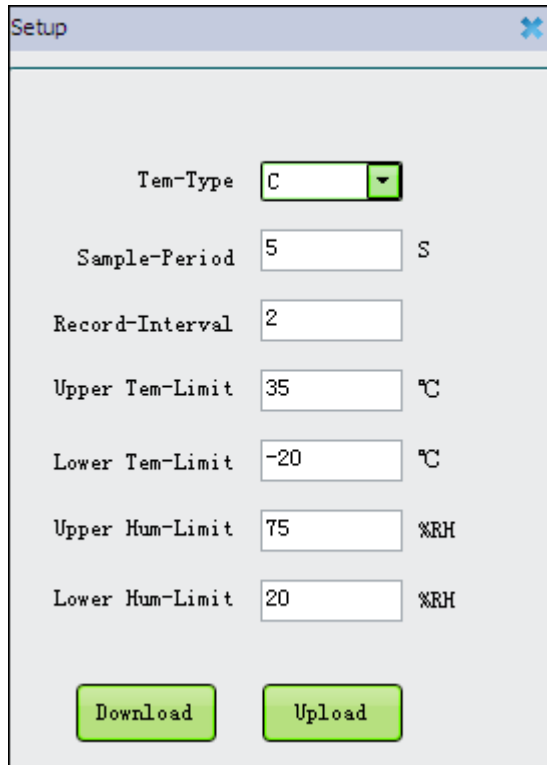 Setup
Tem-Type C
Sample-Period 5 S
Record-Interval 2
Upper Tem-Limit 35 ℃
Lower Tem-Limit -20 ℃
Upper Hum-Limit 75 %RH
Lower Hum-Limit 20 %RH
Download Upload